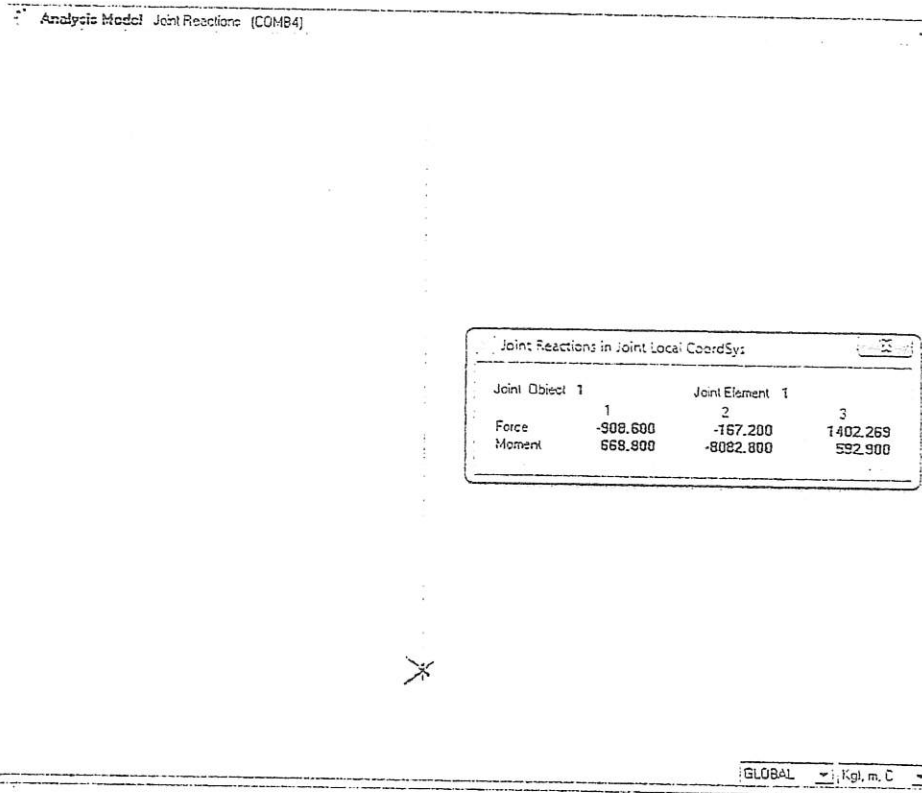 Analysis Model Joint Reactions (COMB4)
Joint Reactions in Joint Local CoordSys
Joint Object 1 Joint Element 1
1 2 3
Force -908.600 -167.200 1402.269
Moment 668.800 -8082.800 592.900
GLOBAL Kgf, m, C